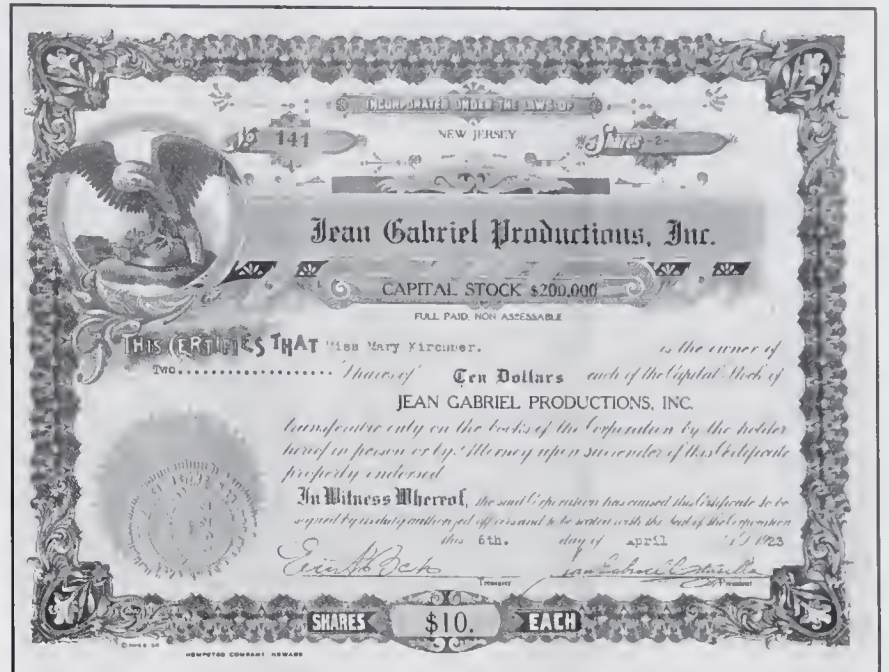 INCORPORATED UNDER THE LAWS OF
NEW JERSEY
No 141
Shares -2-
Jean Gabriel Productions, Inc.
CAPITAL STOCK $200,000
FULL PAID, NON ASSESSABLE
THIS CERTIFIES THAT Miss Mary Kirchner. is the owner of
Two.................... Shares of Ten Dollars each of the Capital Stock of
JEAN GABRIEL PRODUCTIONS, INC.
transferable only on the books of the Corporation by the holder
hereof in person or by Attorney upon surrender of this Certificate
properly endorsed
In Witness Whereof, the said Corporation has caused this Certificate to be
signed by its duly authorized officers and to be sealed with the Seal of the Corporation
this 6th. day of April 1923
Treasurer
President
SHARES $10. EACH
COMPANY NEWARK